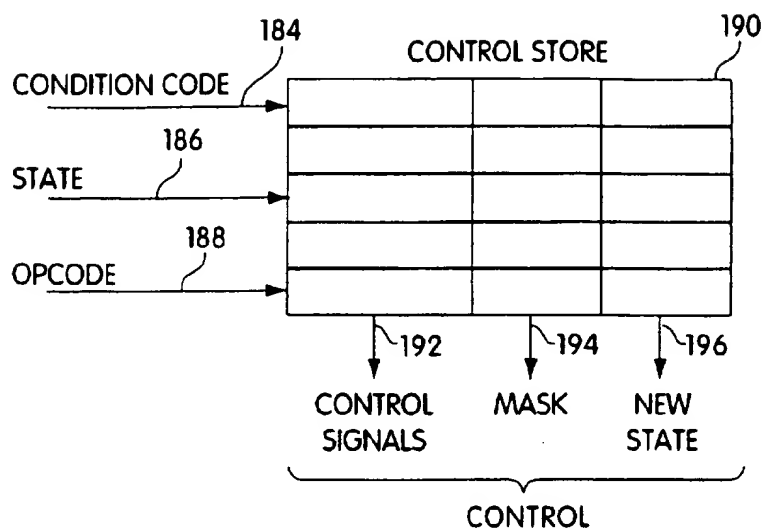 184
CONTROL STORE
190
CONDITION CODE
186
STATE
188
OPCODE
192
194
196
CONTROL
SIGNALS
MASK
NEW
STATE
CONTROL